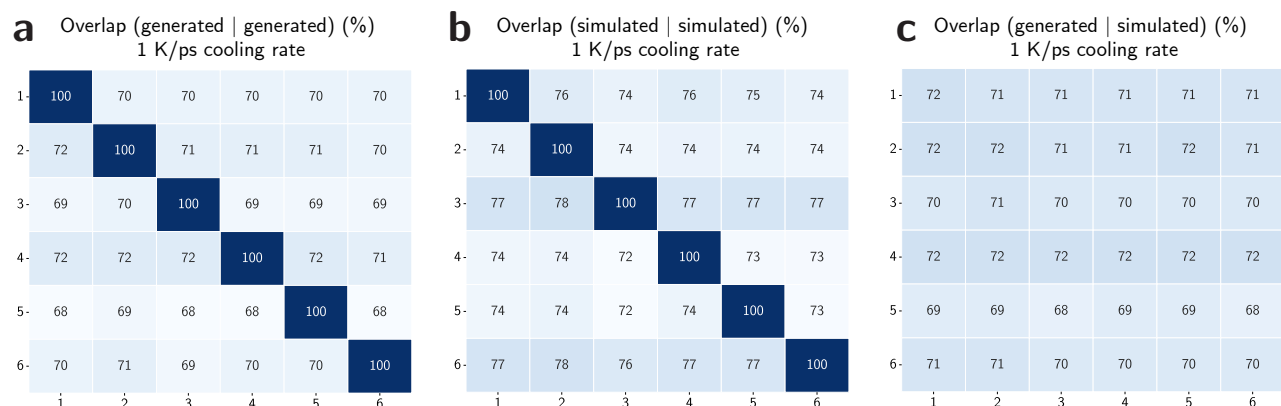 a
Overlap (generated | generated) (%)
1 K/ps cooling rate
1 100 70 70 70 70 70
2 72 100 71 71 71 70
3 69 70 100 69 69 69
4 72 72 72 100 72 71
5 68 69 68 68 100 68
6 70 71 69 70 70 100
1 2 3 4 5 6
b
Overlap (simulated | simulated) (%)
1 K/ps cooling rate
1 100 76 74 76 75 74
2 74 100 74 74 74 74
3 77 78 100 77 77 77
4 74 74 72 100 73 73
5 74 74 72 74 100 73
6 77 78 76 77 77 100
1 2 3 4 5 6
c
Overlap (generated | simulated) (%)
1 K/ps cooling rate
1 72 71 71 71 71 71
2 72 72 71 71 72 71
3 70 71 70 70 70 70
4 72 72 72 72 72 72
5 69 69 68 69 69 68
6 71 71 70 70 70 70
1 2 3 4 5 6